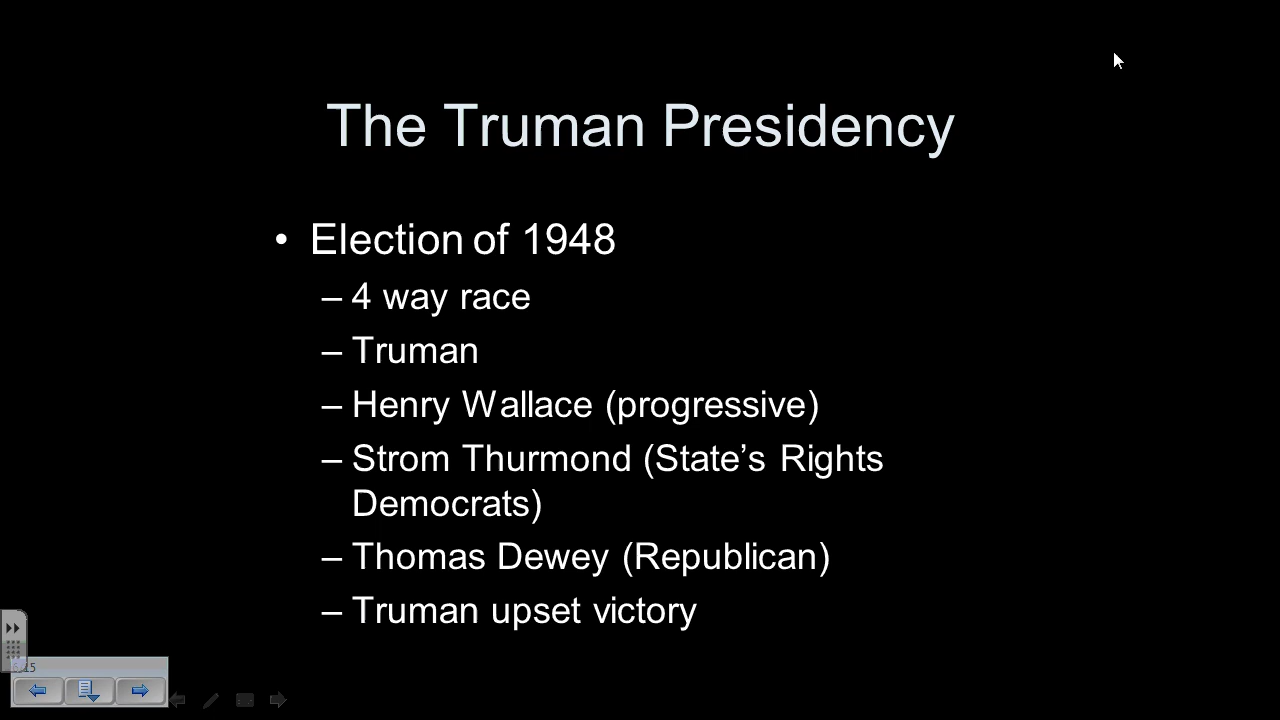 The Truman Presidency
• Election of 1948
– 4 way race
– Truman
– Henry Wallace (progressive)
– Strom Thurmond (State’s Rights
Democrats)
– Thomas Dewey (Republican)
– Truman upset victory